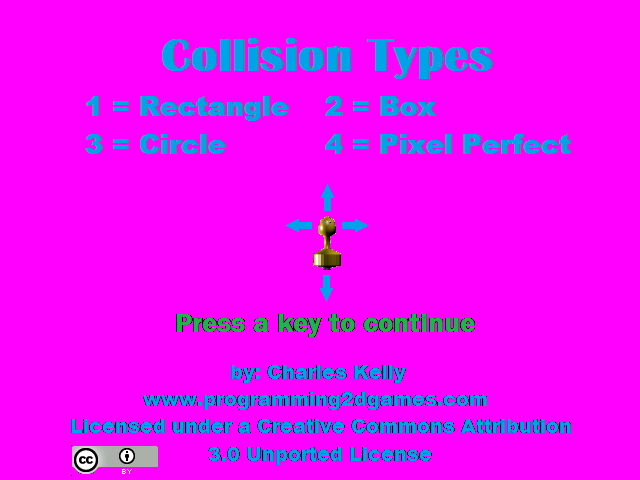 Collision Types
1 = Rectangle 2 = Box
3 = Circle 4 = Pixel Perfect
Press a key to continue
by: Charles Kelly
www.programming2dgames.com
Licensed under a Creative Commons Attribution
3.0 Unported License
cc BY